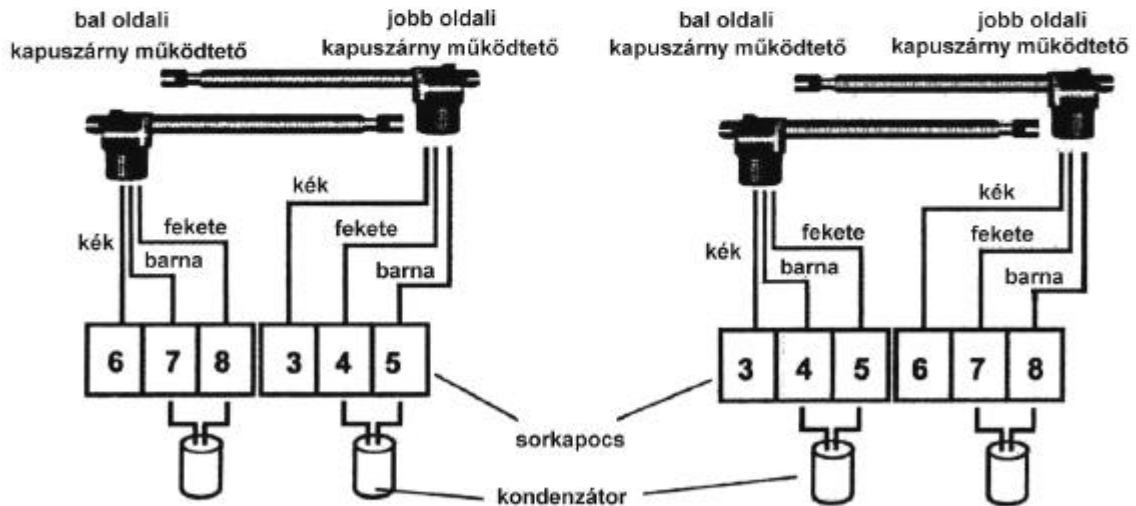 bal oldali
kapuszárny működtető
jobb oldali
kapuszárny működtető
kék
fekete
barna
kék
fekete
barna
6 7 8
3 4 5
bal oldali
kapuszárny működtető
jobb oldali
kapuszárny működtető
kék
fekete
barna
kék
fekete
barna
3 4 5
6 7 8
sorkapocs
kondenzátor